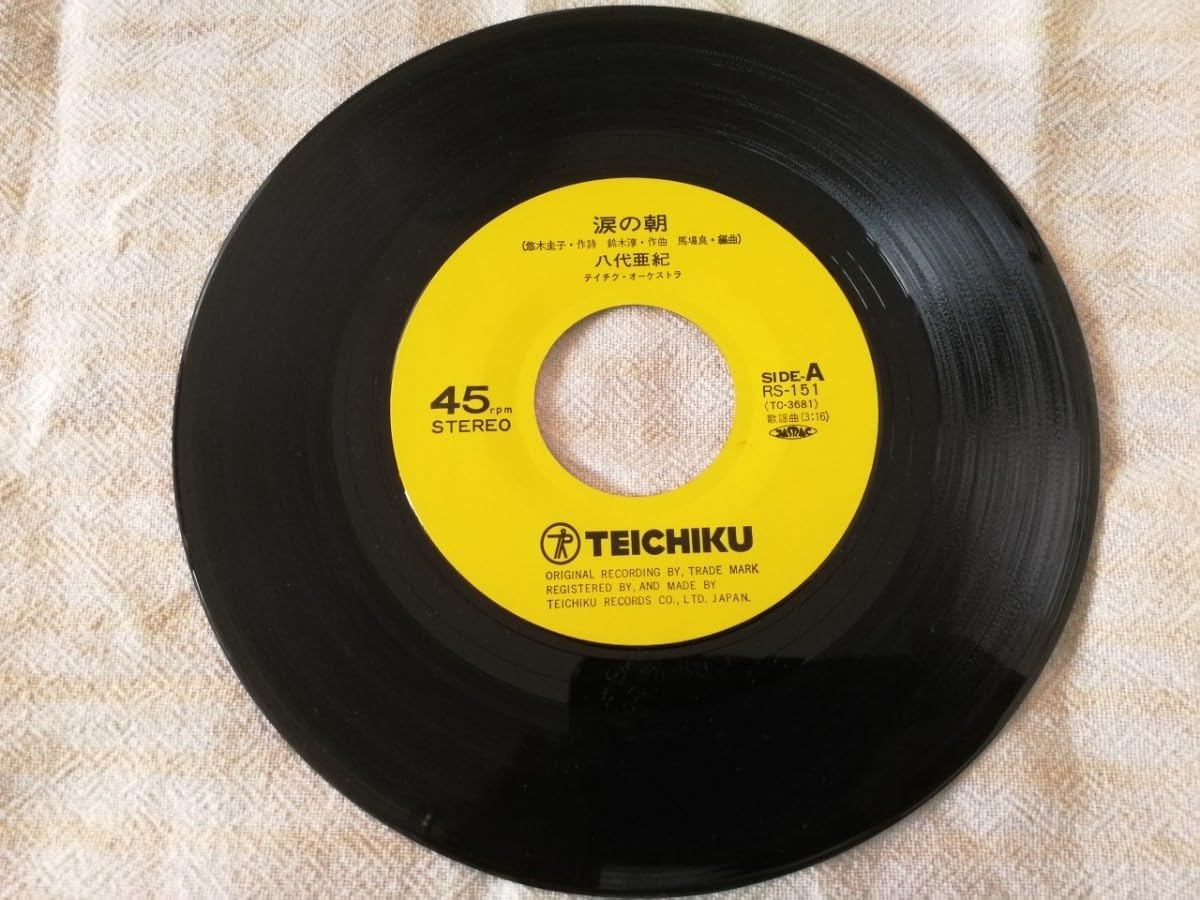 涙の朝
(悠木圭子・作詩 鈴木淳・作曲 馬場良・編曲)
八代亜紀
テイチク・オーケストラ
45rpm
STEREO
SIDE-A
RS-151
(TC-3681)
歌謡曲(3:16)
JASRAC
TEICHIKU
ORIGINAL RECORDING BY, TRADE MARK
REGISTERED BY, AND MADE BY
TEICHIKU RECORDS CO., LTD. JAPAN.